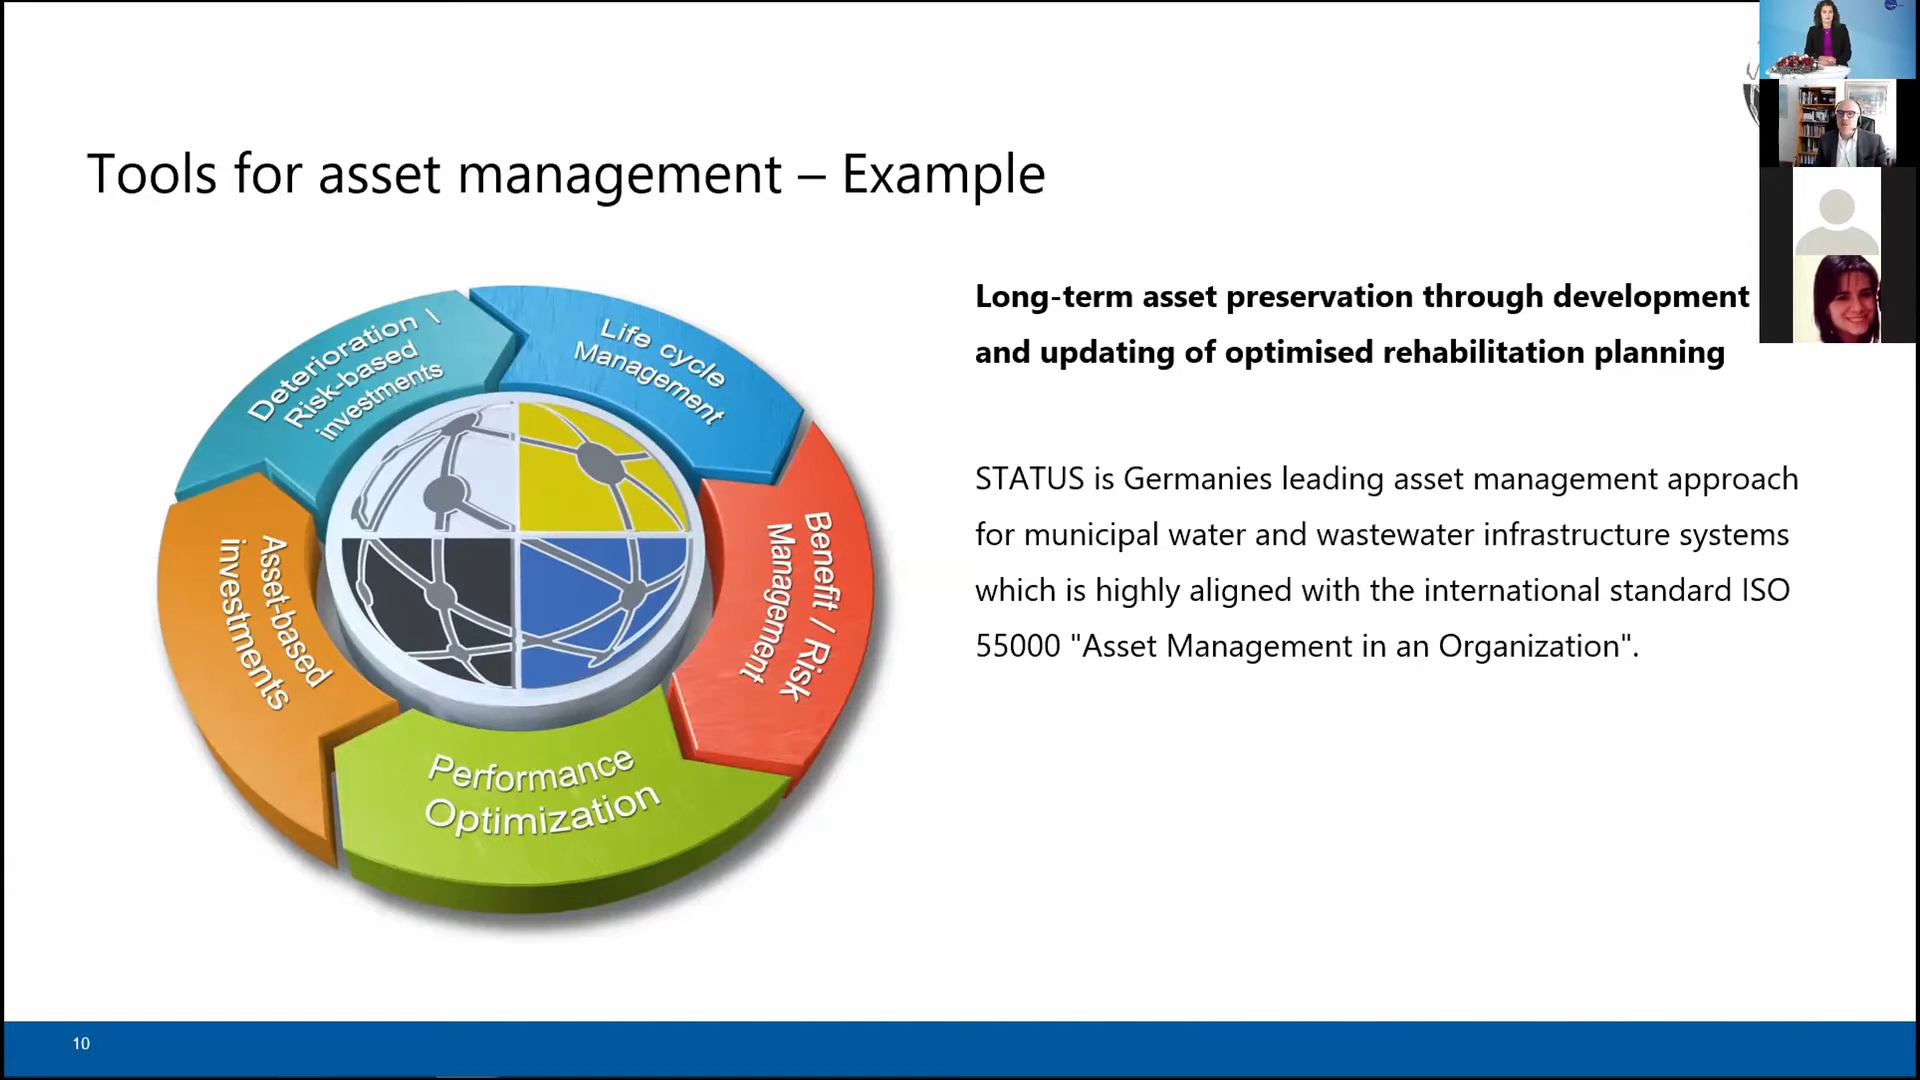 Tools for asset management – Example
Deterioration \
Risk-based
investments
Life cycle
Management
Benefit / Risk
Management
Performance
Optimization
Asset-based
investments
Long-term asset preservation through development
and updating of optimised rehabilitation planning
STATUS is Germanies leading asset management approach
for municipal water and wastewater infrastructure systems
which is highly aligned with the international standard ISO
55000 "Asset Management in an Organization".
10